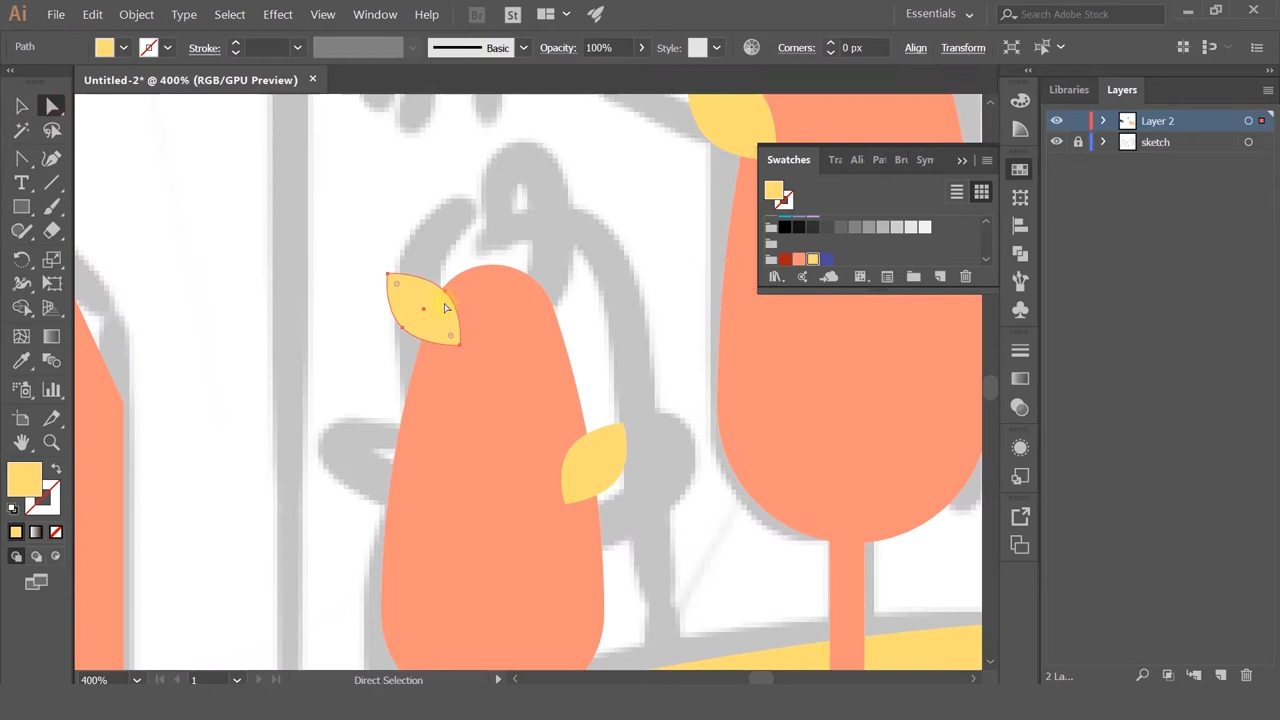 Ai File Edit Object Type Select Effect View Window Help Br St Essentials Search Adobe Stock
Path Stroke: Basic Opacity: 100% Style: Corners: 0 px Align Transform
Untitled-2* @ 400% (RGB/GPU Preview)
Libraries Layers
Layer 2
sketch
Swatches Tra Ali Pat Bru Syn
400% 1 Direct Selection
2 La...